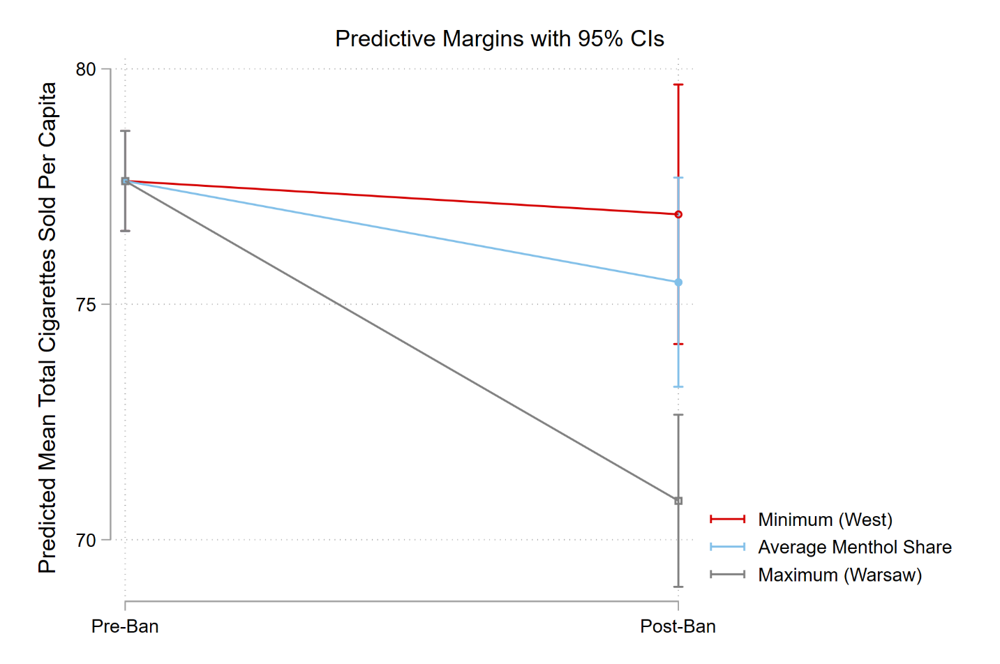 Predictive Margins with 95% CIs
Predicted Mean Total Cigarettes Sold Per Capita
80
75
70
Pre-Ban
Post-Ban
Minimum (West)
Average Menthol Share
Maximum (Warsaw)